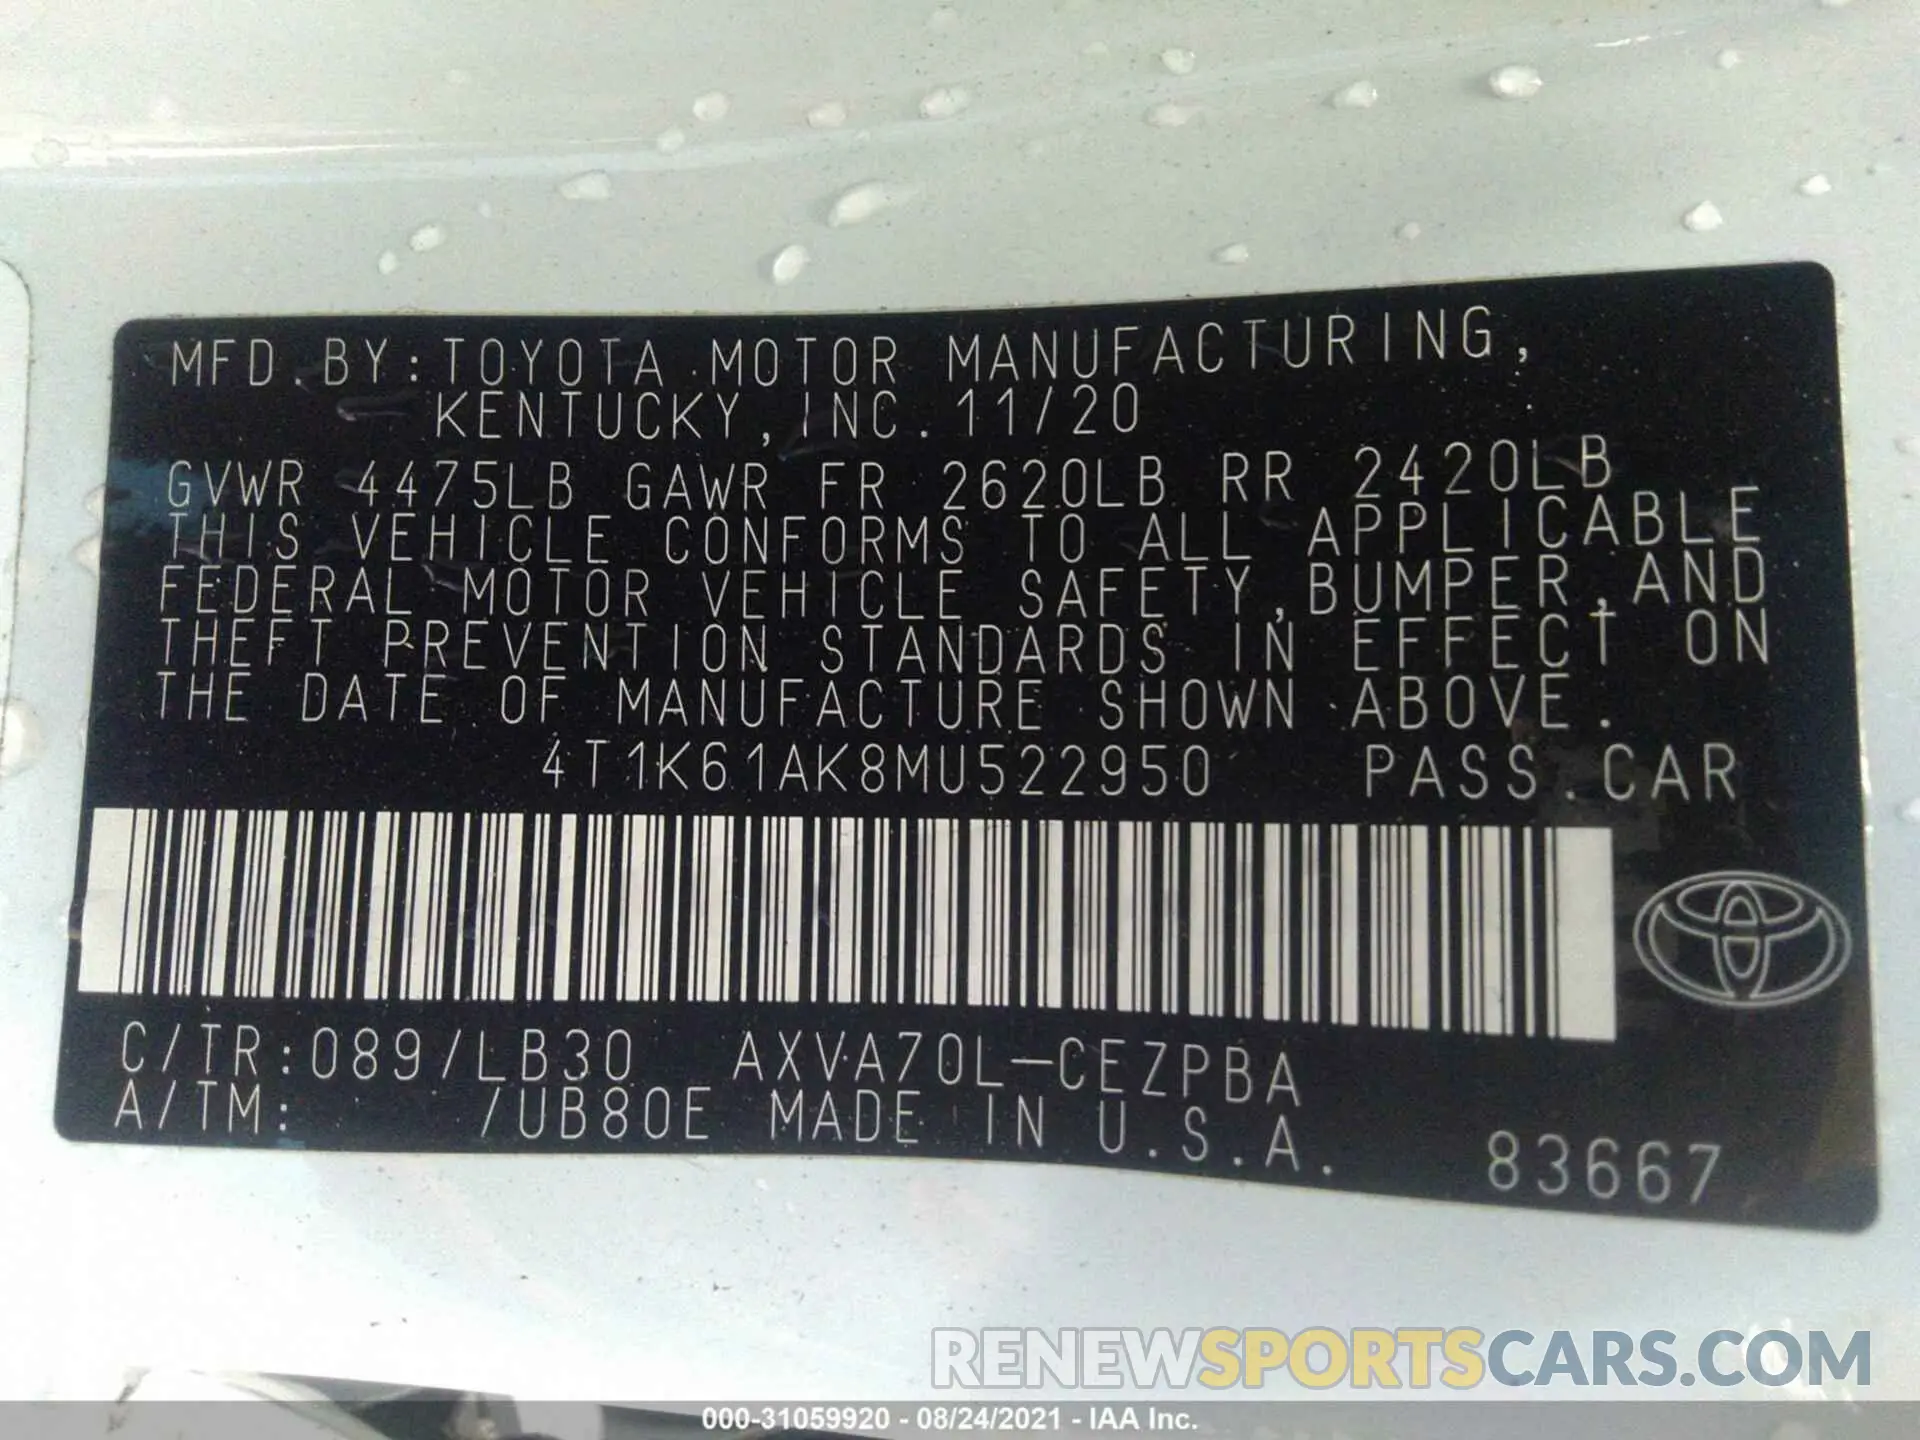 MFD.BY:TOYOTA MOTOR MANUFACTURING,
KENTUCKY,INC.11/20
GVWR 4475LB GAWR FR 2620LB RR 2420LB
THIS VEHICLE CONFORMS TO ALL APPLICABLE
FEDERAL MOTOR VEHICLE SAFETY,BUMPER,AND
THEFT PREVENTION STANDARDS IN EFFECT ON
THE DATE OF MANUFACTURE SHOWN ABOVE.
4T1K61AK8MU522950 PASS.CAR
C/TR:089/LB30 AXVA70L-CEZPBA
A/TM: /UB80E MADE IN U.S.A.
83667
RENEWSPORTSCARS.COM
000-31059920 - 08/24/2021 - IAA Inc.